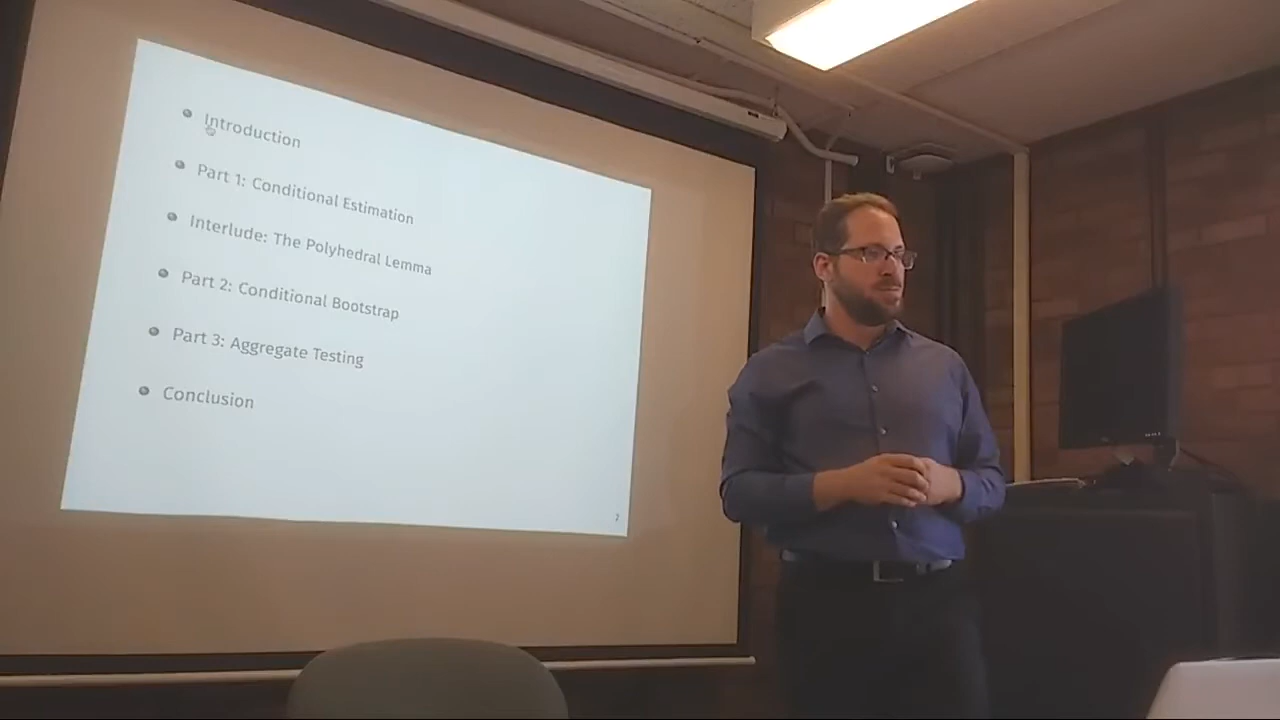 Introduction
Part 1: Conditional Estimation
Interlude: The Polyhedral Lemma
Part 2: Conditional Bootstrap
Part 3: Aggregate Testing
Conclusion